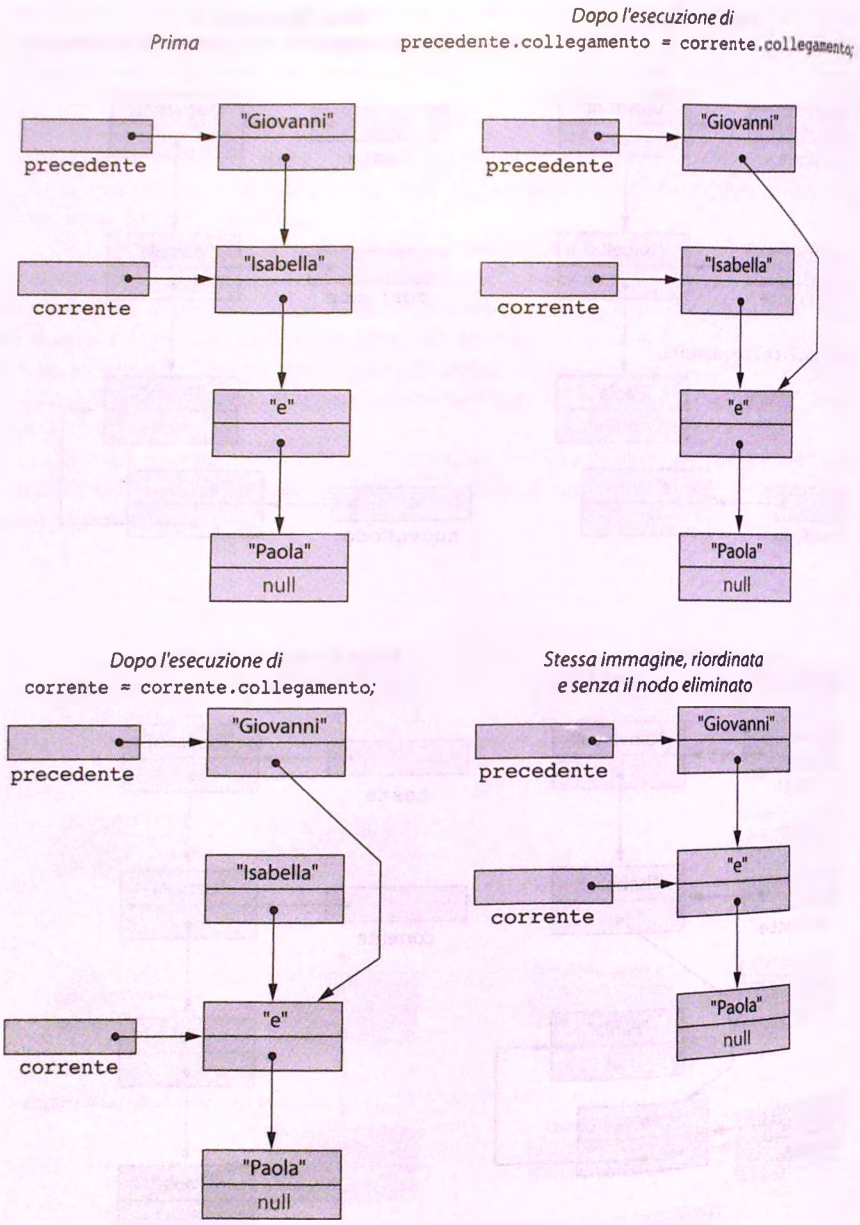 Prima
Dopo l'esecuzione di
precedente.collegamento = corrente.collegamento;
"Giovanni"
precedente
"Isabella"
corrente
"e"
"Paola"
null
"Giovanni"
precedente
"Isabella"
corrente
"e"
"Paola"
null
Dopo l'esecuzione di
corrente = corrente.collegamento;
"Giovanni"
precedente
"Isabella"
"e"
corrente
"Paola"
null
Stessa immagine, riordinata
e senza il nodo eliminato
"Giovanni"
precedente
"e"
corrente
"Paola"
null